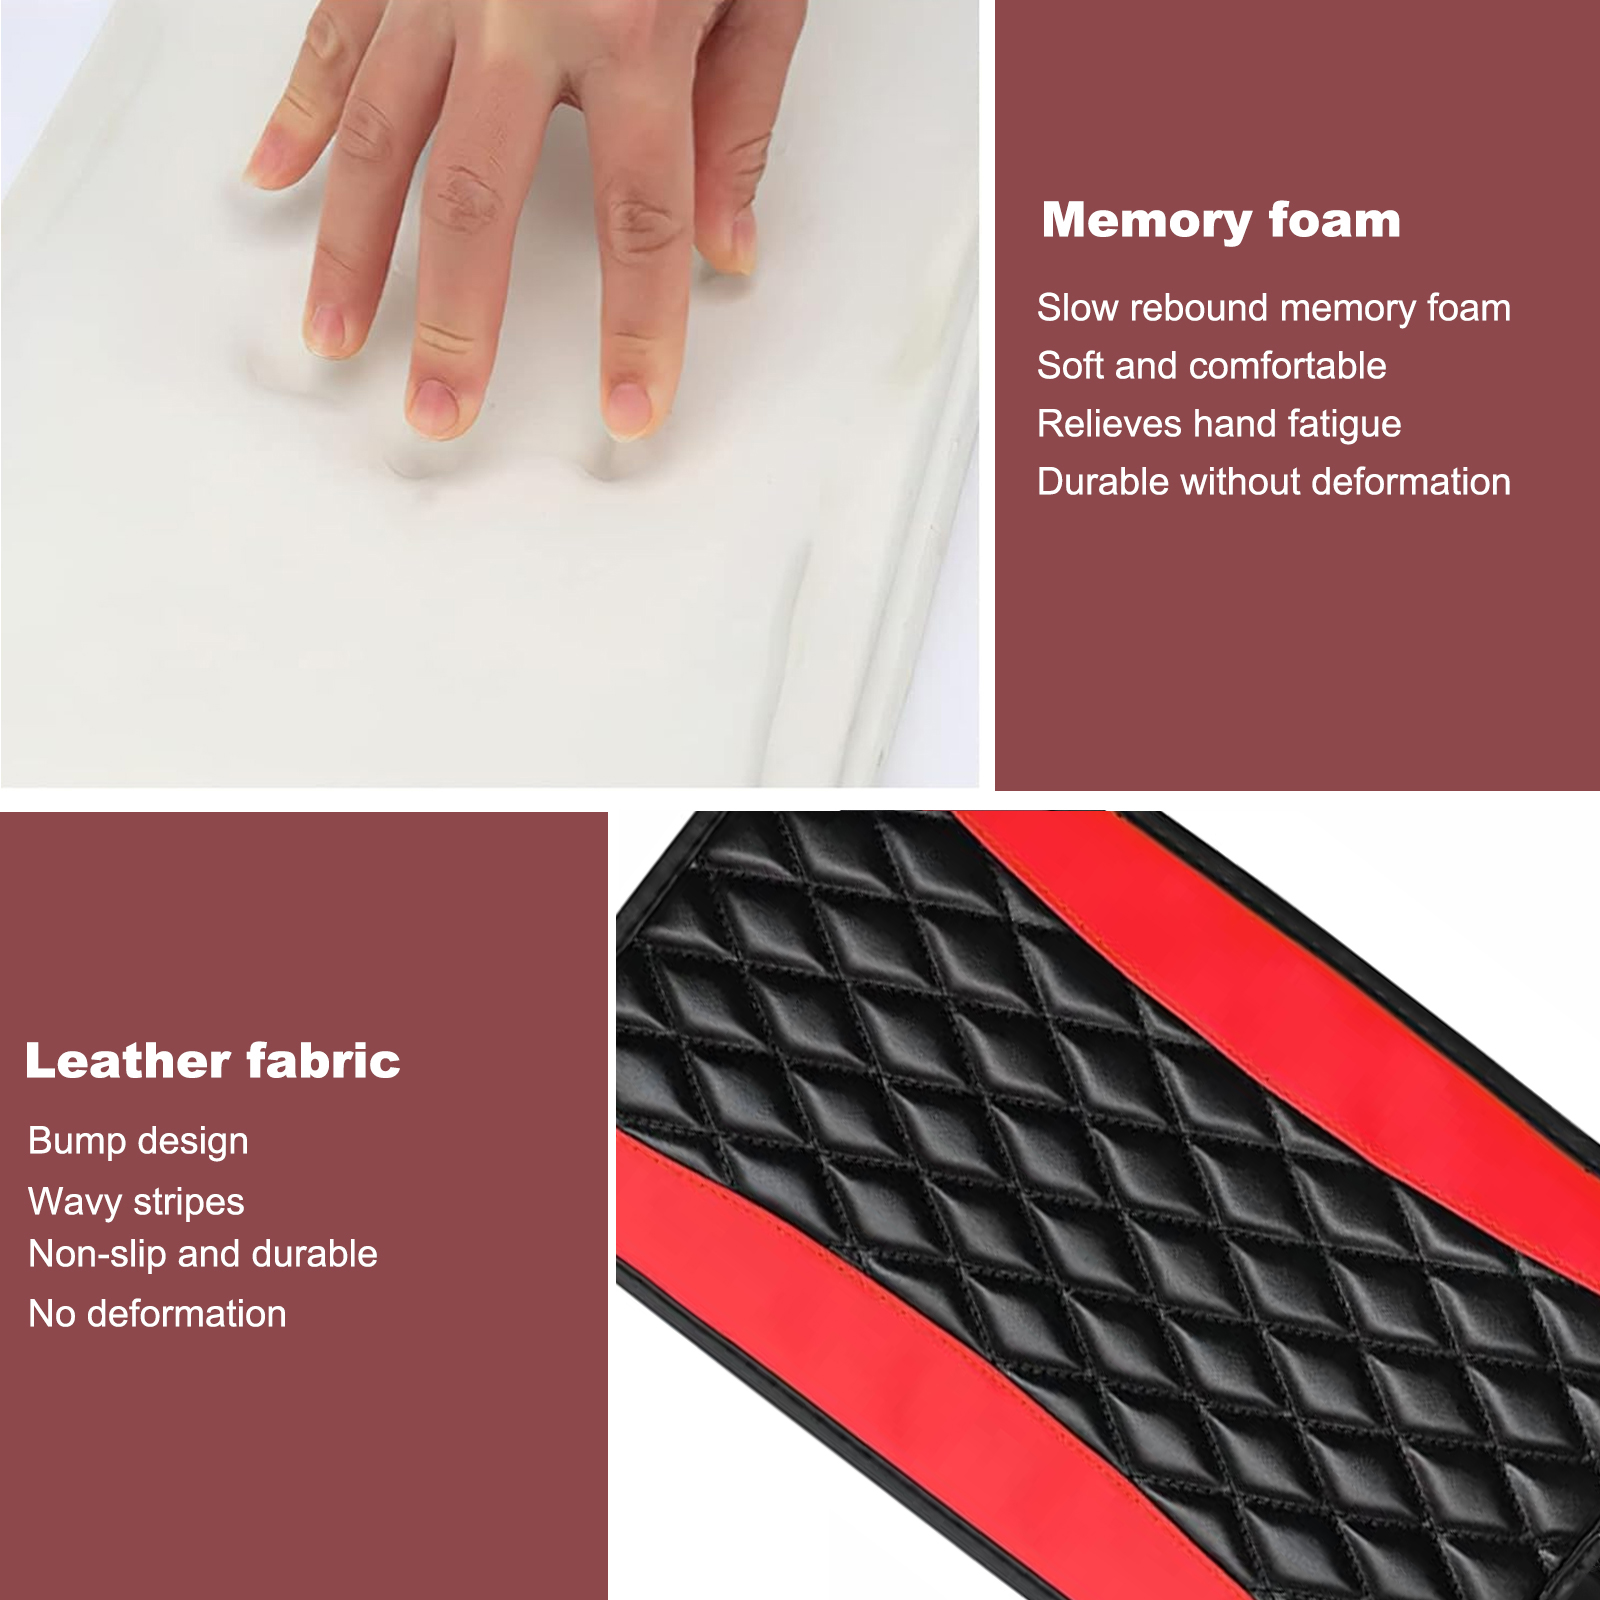 Memory foam
Slow rebound memory foam
Soft and comfortable
Relieves hand fatigue
Durable without deformation
Leather fabric
Bump design
Wavy stripes
Non-slip and durable
No deformation